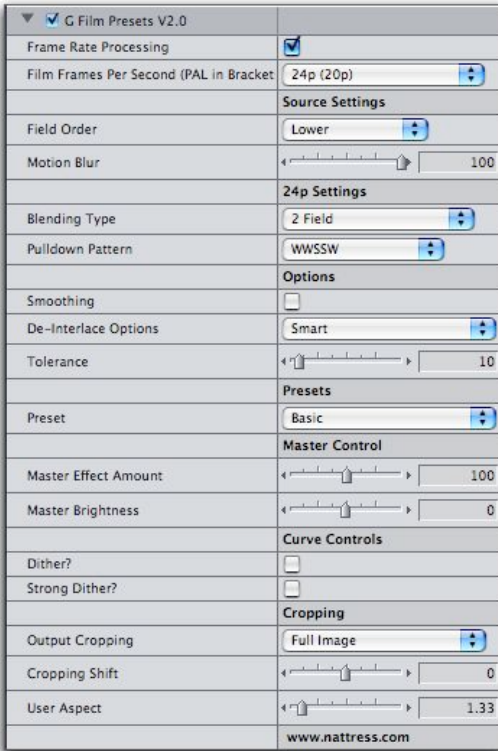 G Film Presets V2.0
Frame Rate Processing
Film Frames Per Second (PAL in Bracket 24p (20p)
Source Settings
Field Order Lower
Motion Blur 100
24p Settings
Blending Type 2 Field
Pulldown Pattern WWSSW
Options
Smoothing
De-Interlace Options Smart
Tolerance 10
Presets
Preset Basic
Master Control
Master Effect Amount 100
Master Brightness 0
Curve Controls
Dither?
Strong Dither?
Cropping
Output Cropping Full Image
Cropping Shift 0
User Aspect 1.33
www.nattress.com